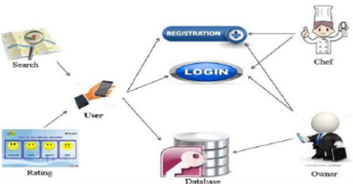 REGISTRATION
Search
LOGIN
Chef
User
Rating
Database
Owner